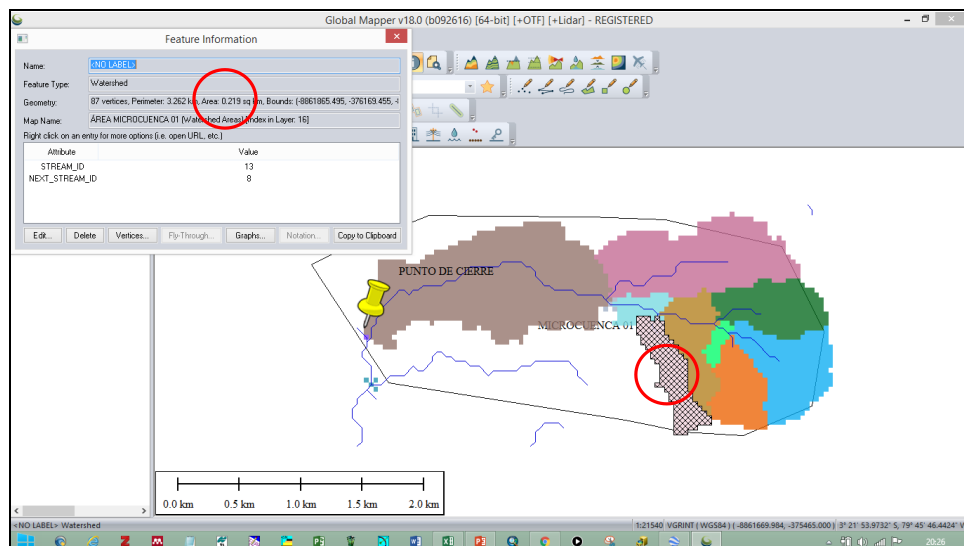 Global Mapper v18.0 (b092616) [64-bit] [+OTF] [+Lidar] - REGISTERED
Feature Information
Name: <NO LABEL>
Feature Type: Watershed
Geometry: 87 vertices, Perimeter: 3.262 km, Area: 0.219 sq km, Bounds: (-8861865.495, -376169.455,
Map Name: ÁREA MICROCUENCA 01 (Watershed Areas) [Index in Layer: 16]
Right click on an entry for more options (i.e. open URL, etc.)
Attribute Value
STREAM_ID 13
NEXT_STREAM_ID 8
Edit... Delete Vertices... Fly-Through... Graphs... Notation... Copy to Clipboard
PUNTO DE CIERRE
MICROCUENCA 01
0.0 km 0.5 km 1.0 km 1.5 km 2.0 km
<NO LABEL> Watershed
1:21540 VGRINT ( WGS84 ) ( -8861669.984, -375465.000 ) 3° 21' 53.9732" S, 79° 45' 46.4424" W
20:26